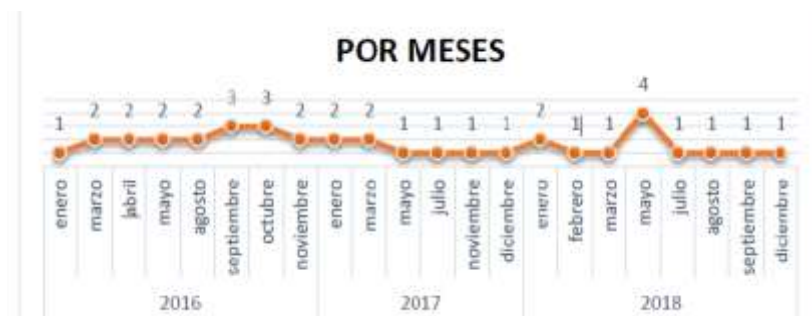 POR MESES
1 2 2 2 2 3 3 2 2 2 1 1 1 1 2 1 1 4 1 1 1 1
enero marzo abril mayo agosto septiembre octubre noviembre enero marzo mayo julio noviembre diciembre enero febrero marzo mayo julio agosto septiembre diciembre
2016 2017 2018